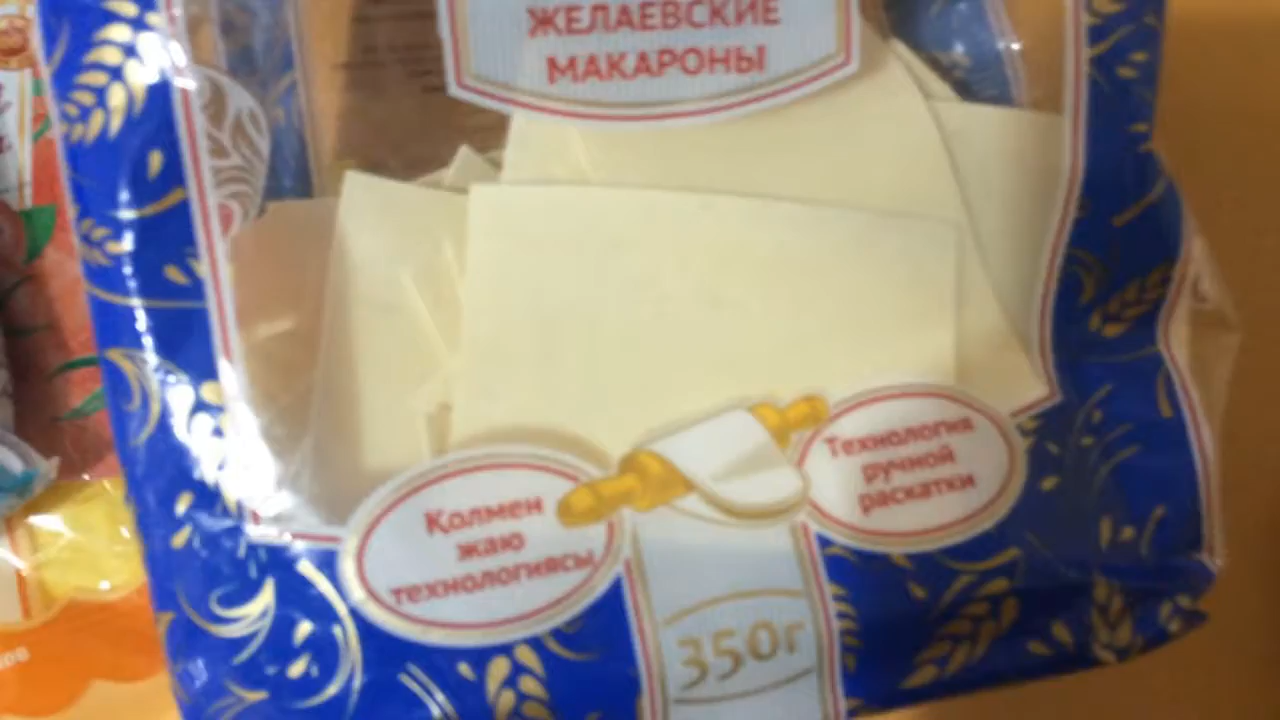 ЖЕЛАЕВСКИЕ
МАКАРОНЫ
Технология
ручной
раскатки
Қолмен
жаю
технологиясы
350г